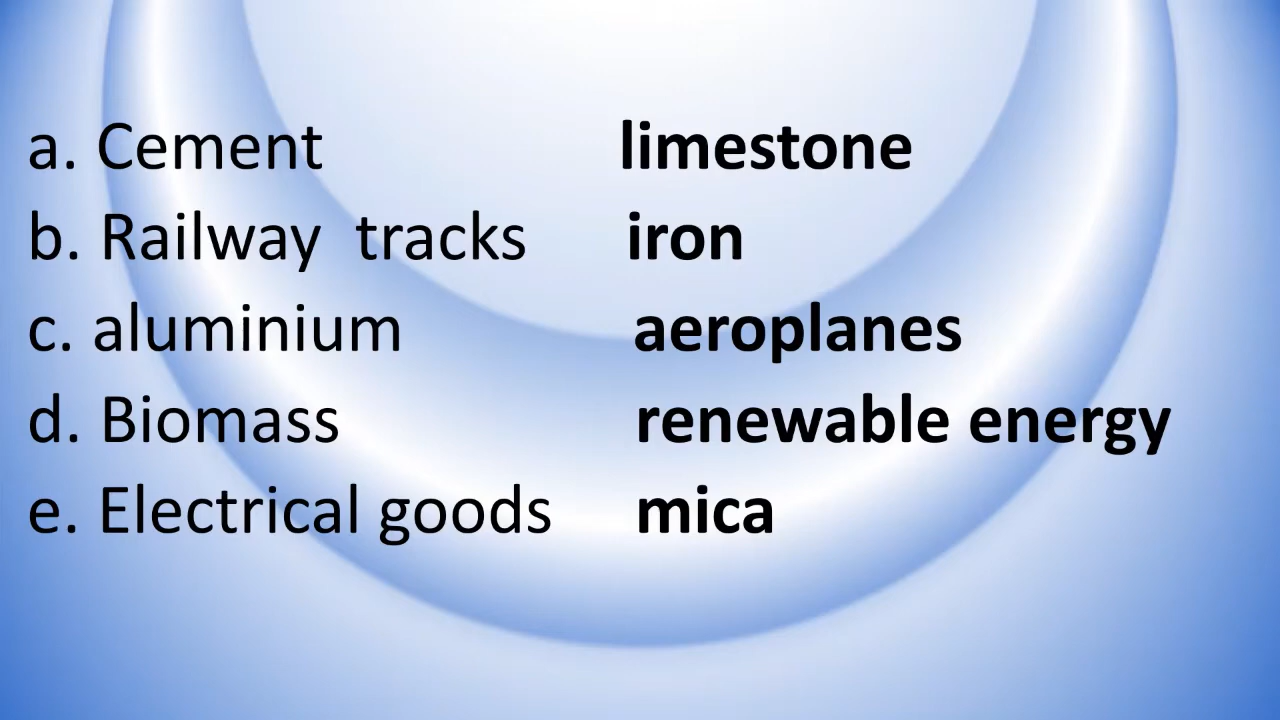 a. Cement limestone
b. Railway tracks iron
c. aluminium aeroplanes
d. Biomass renewable energy
e. Electrical goods mica